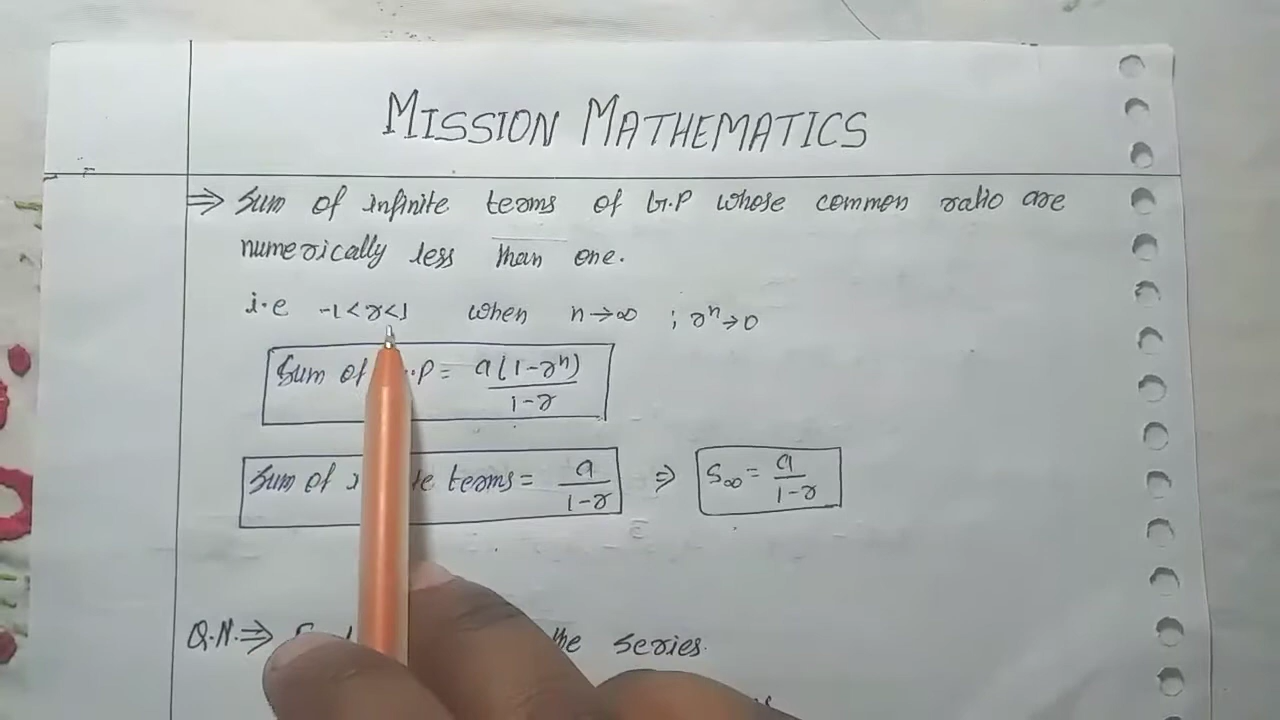 MISSION MATHEMATICS
⇒ Sum of infinite terms of G.P whose common ratio are
numerically less than one.
i.e -1<r<1 when n→∞ ; rⁿ→0
Sum of .P = a(1-rⁿ)/1-r
Sum of terms = a/1-r ⇒ S∞ = a/1-r
Q.N.⇒ the series.